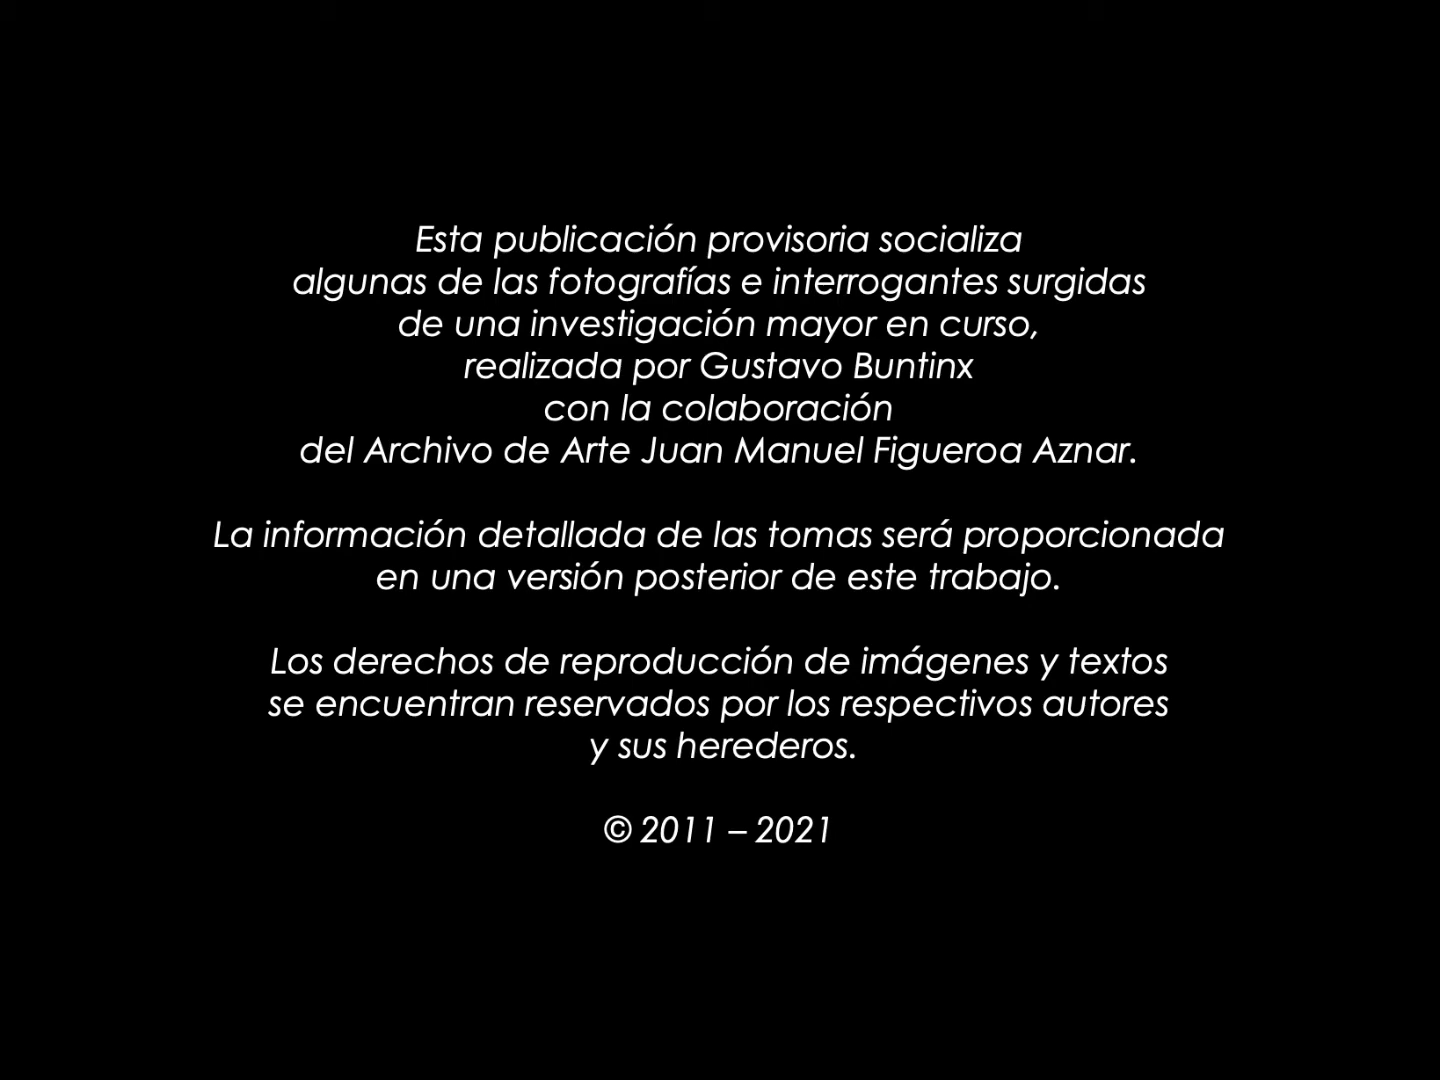 Esta publicación provisoria socializa
algunas de las fotografías e interrogantes surgidas
de una investigación mayor en curso,
realizada por Gustavo Buntinx
con la colaboración
del Archivo de Arte Juan Manuel Figueroa Aznar.
La información detallada de las tomas será proporcionada
en una versión posterior de este trabajo.
Los derechos de reproducción de imágenes y textos
se encuentran reservados por los respectivos autores
y sus herederos.
© 2011 – 2021